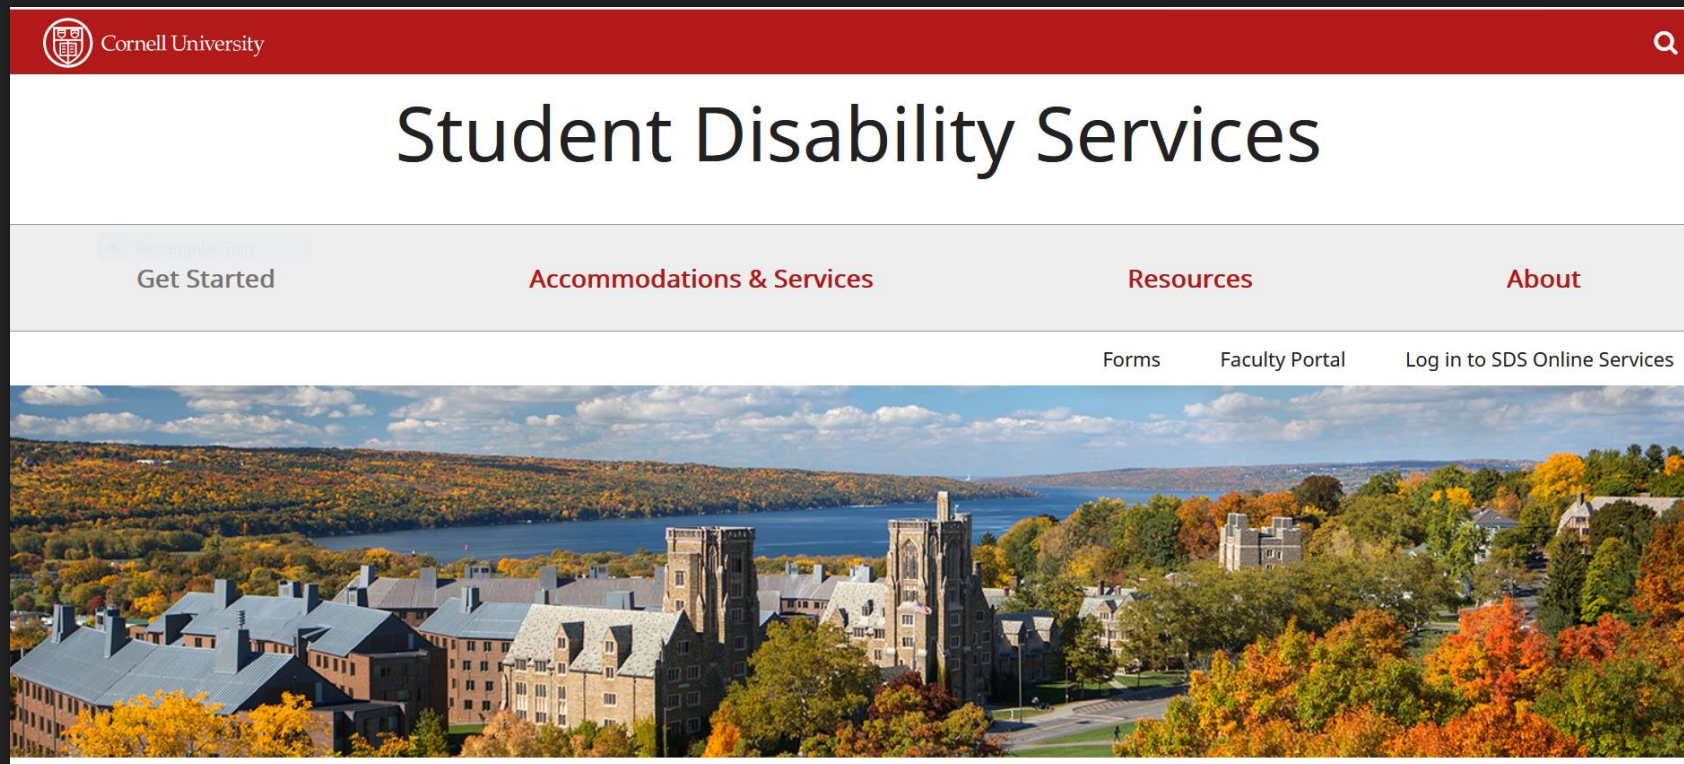 Cornell University
Student Disability Services
Get Started Accommodations & Services Resources About
Forms Faculty Portal Log in to SDS Online Services